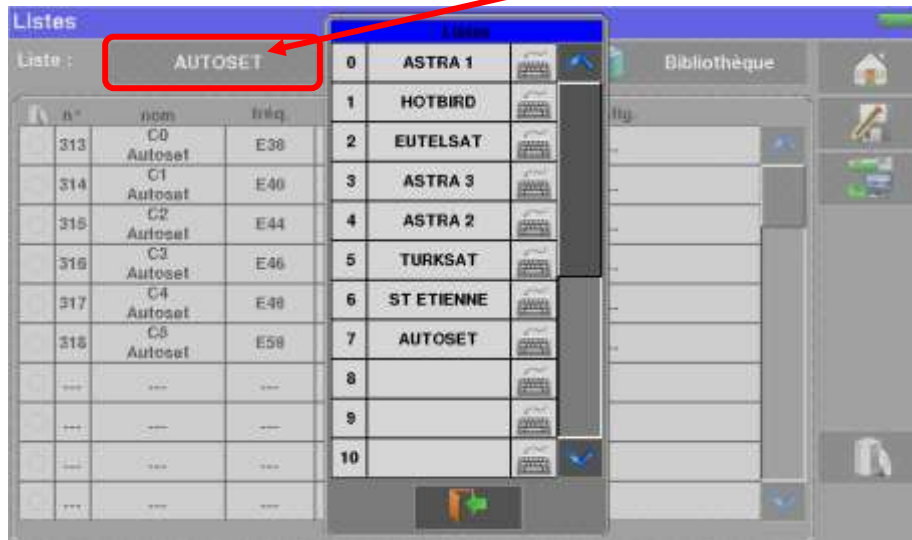 Listes
Liste : AUTOSET Bibliothèque
Listes
0 ASTRA 1
1 HOTBIRD
2 EUTELSAT
3 ASTRA 3
4 ASTRA 2
5 TURKSAT
6 ST ETIENNE
7 AUTOSET
8
9
10
n° nom fréq.
313 C0 Autoset E38 ...
314 C1 Autoset E40 ...
315 C2 Autoset E44 ...
316 C3 Autoset E46 ...
317 C4 Autoset E48 ...
318 C5 Autoset ...
--- --- ---
--- --- ---
--- --- ---
--- --- ---